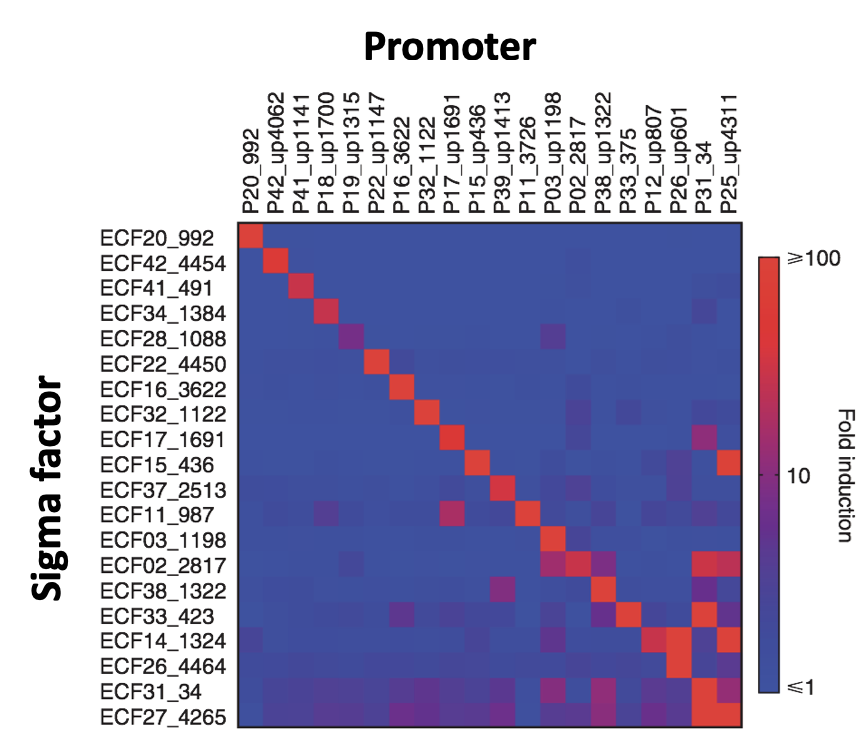 Promoter
P20_992
P42_up4062
P41_up1141
P18_up1700
P19_up1315
P22_up1147
P16_3622
P32_1122
P17_up1691
P15_up436
P39_up1413
P11_3726
P03_up1198
P02_2817
P38_up1322
P33_375
P12_up807
P26_up601
P31_34
P25_up4311
Sigma factor
ECF20_992
ECF42_4454
ECF41_491
ECF34_1384
ECF28_1088
ECF22_4450
ECF16_3622
ECF32_1122
ECF17_1691
ECF15_436
ECF37_2513
ECF11_987
ECF03_1198
ECF02_2817
ECF38_1322
ECF33_423
ECF14_1324
ECF26_4464
ECF31_34
ECF27_4265
⩾100
10
⩽1
Fold induction